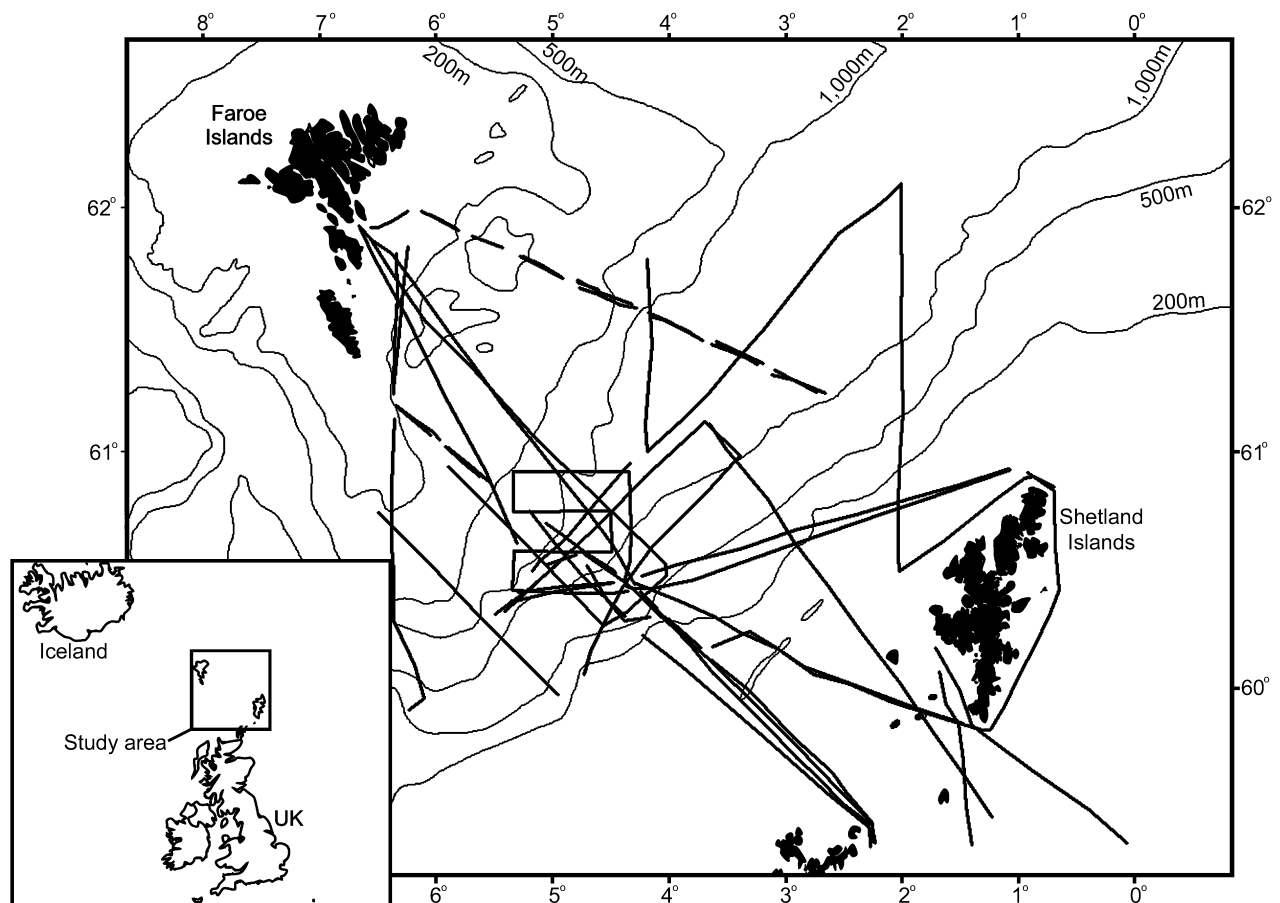 8° 7° 6° 5° 4° 3° 2° 1° 0°
200m
500m
1,000m
1,000m
Faroe
Islands
500m
62°
62°
200m
61°
61°
Shetland
Islands
Iceland
60°
Study area
UK
6° 5° 4° 3° 2° 1° 0°